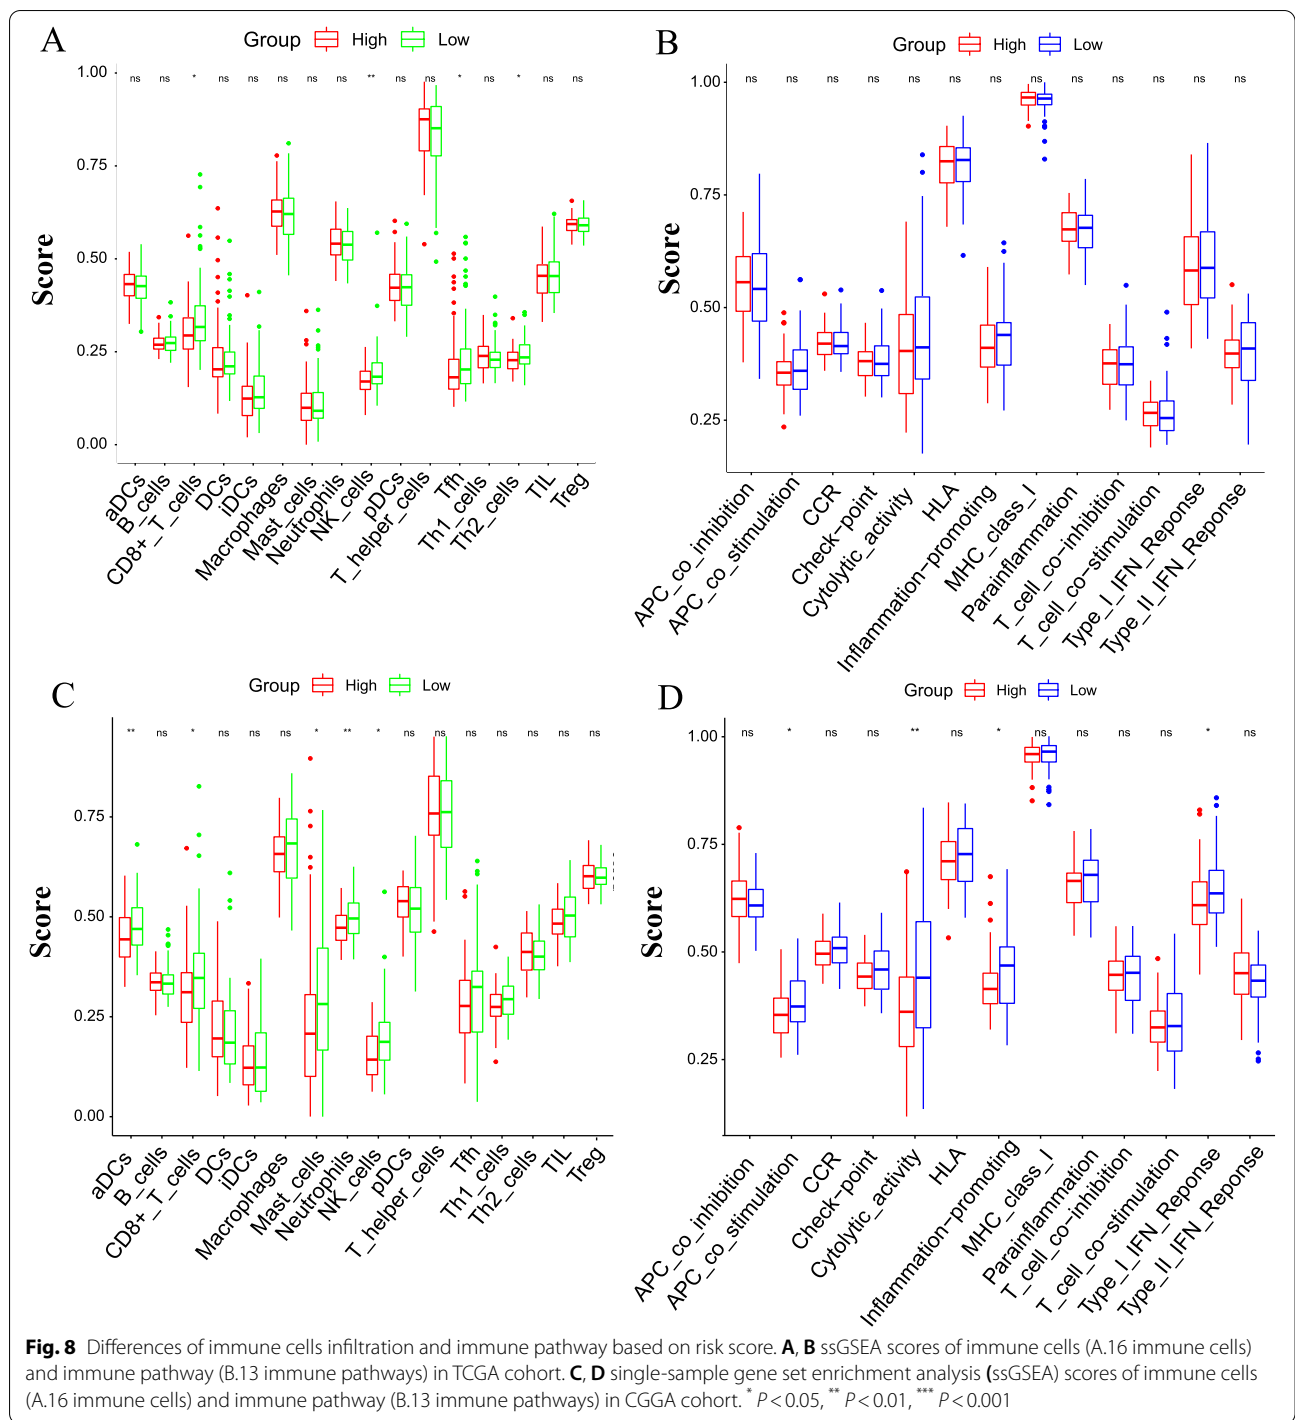 A
Group High Low
ns ns * ns ns ns ns ns ** ns ns * ns * ns ns
Score
1.00
0.75
0.50
0.25
0.00
aDCs
B_cells
CD8+_T_cells
DCs
iDCs
Macrophages
Mast_cells
Neutrophils
NK_cells
pDCs
T_helper_cells
Tfh
Th1_cells
Th2_cells
TIL
Treg
B
Group High Low
ns ns ns ns ns ns ns ns ns ns ns ns ns
Score
1.00
0.75
0.50
0.25
APC_co_inhibition
APC_co_stimulation
CCR
Check-point
Cytolytic_activity
HLA
Inflammation-promoting
MHC_class_I
Parainflammation
T_cell_co-inhibition
T_cell_co-stimulation
Type_I_IFN_Reponse
Type_II_IFN_Reponse
C
Group High Low
** ns * ns ns ns * ** * ns ns ns ns ns ns ns
Score
0.75
0.50
0.25
0.00
aDCs
B_cells
CD8+_T_cells
DCs
iDCs
Macrophages
Mast_cells
Neutrophils
NK_cells
pDCs
T_helper_cells
Tfh
Th1_cells
Th2_cells
TIL
Treg
D
Group High Low
ns * ns ns ** ns * ns ns ns ns * ns
Score
1.00
0.75
0.50
0.25
APC_co_inhibition
APC_co_stimulation
CCR
Check-point
Cytolytic_activity
HLA
Inflammation-promoting
MHC_class_I
Parainflammation
T_cell_co-inhibition
T_cell_co-stimulation
Type_I_IFN_Reponse
Type_II_IFN_Reponse
Fig. 8 Differences of immune cells infiltration and immune pathway based on risk score. A, B ssGSEA scores of immune cells (A.16 immune cells)
and immune pathway (B.13 immune pathways) in TCGA cohort. C, D single-sample gene set enrichment analysis (ssGSEA) scores of immune cells
(A.16 immune cells) and immune pathway (B.13 immune pathways) in CGGA cohort. * P < 0.05, ** P < 0.01, *** P < 0.001